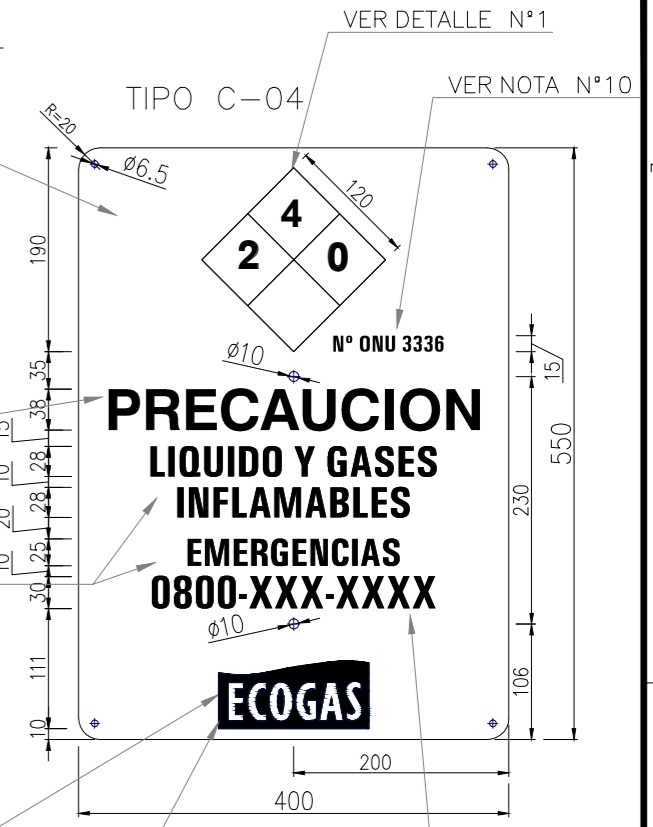 VER DETALLE Nº1
TIPO C-04
VER NOTA Nº10
R=20
Ø6.5
120
4
2 0
190
Nº ONU 3336
Ø10
35
15
PRECAUCION
38
15
550
LIQUIDO Y GASES
28
10
INFLAMABLES
28
230
20
EMERGENCIAS
25
10
0800-XXX-XXXX
30
Ø10
111
106
ECOGAS
10
200
400